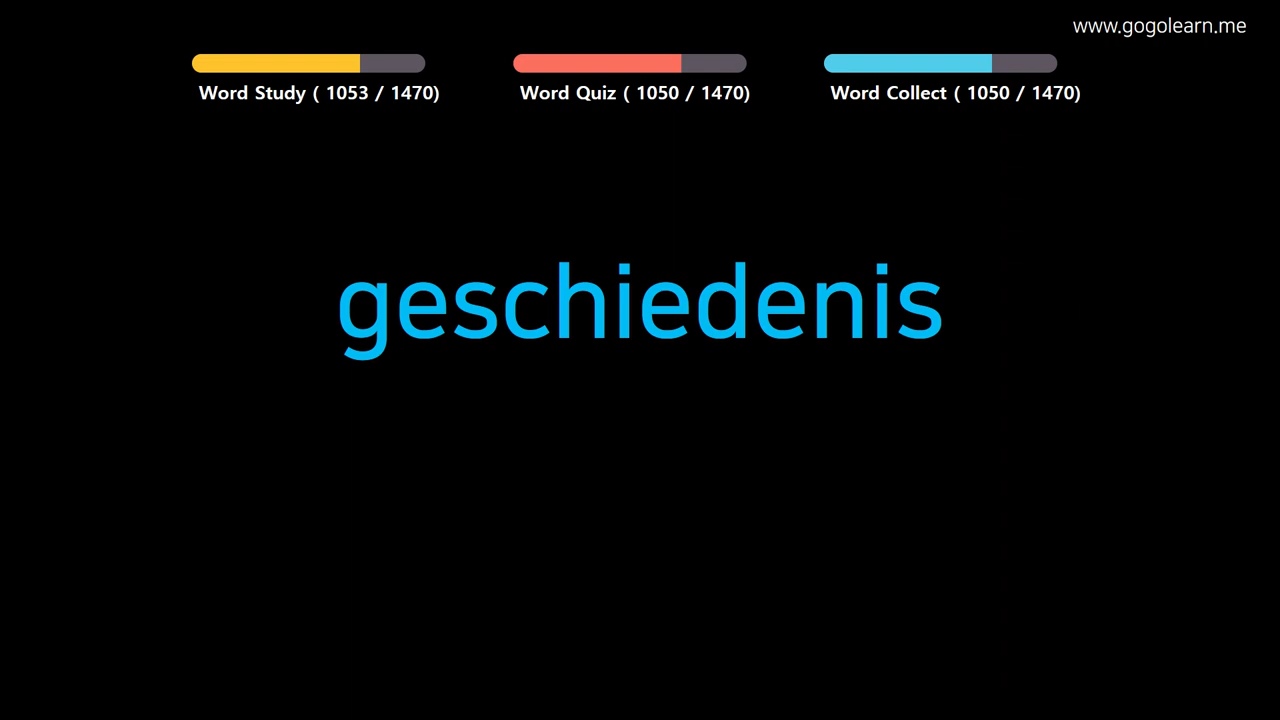 www.gogolearn.me
Word Study ( 1053 / 1470)
Word Quiz ( 1050 / 1470)
Word Collect ( 1050 / 1470)
geschiedenis